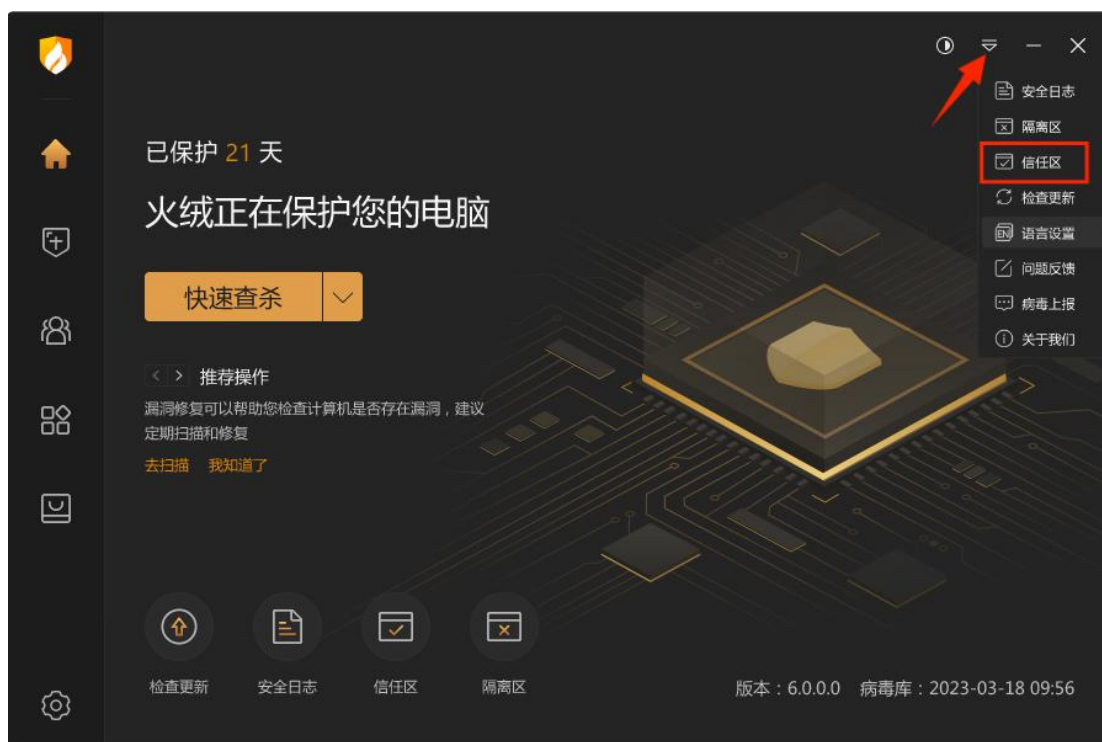 安全日志
隔离区
信任区
检查更新
EN 语言设置
问题反馈
病毒上报
关于我们
已保护 21 天
火绒正在保护您的电脑
快速查杀
推荐操作
漏洞修复可以帮助您检查计算机是否存在漏洞，建议
定期扫描和修复
去扫描 我知道了
检查更新 安全日志 信任区 隔离区
版本：6.0.0.0 病毒库：2023-03-18 09:56